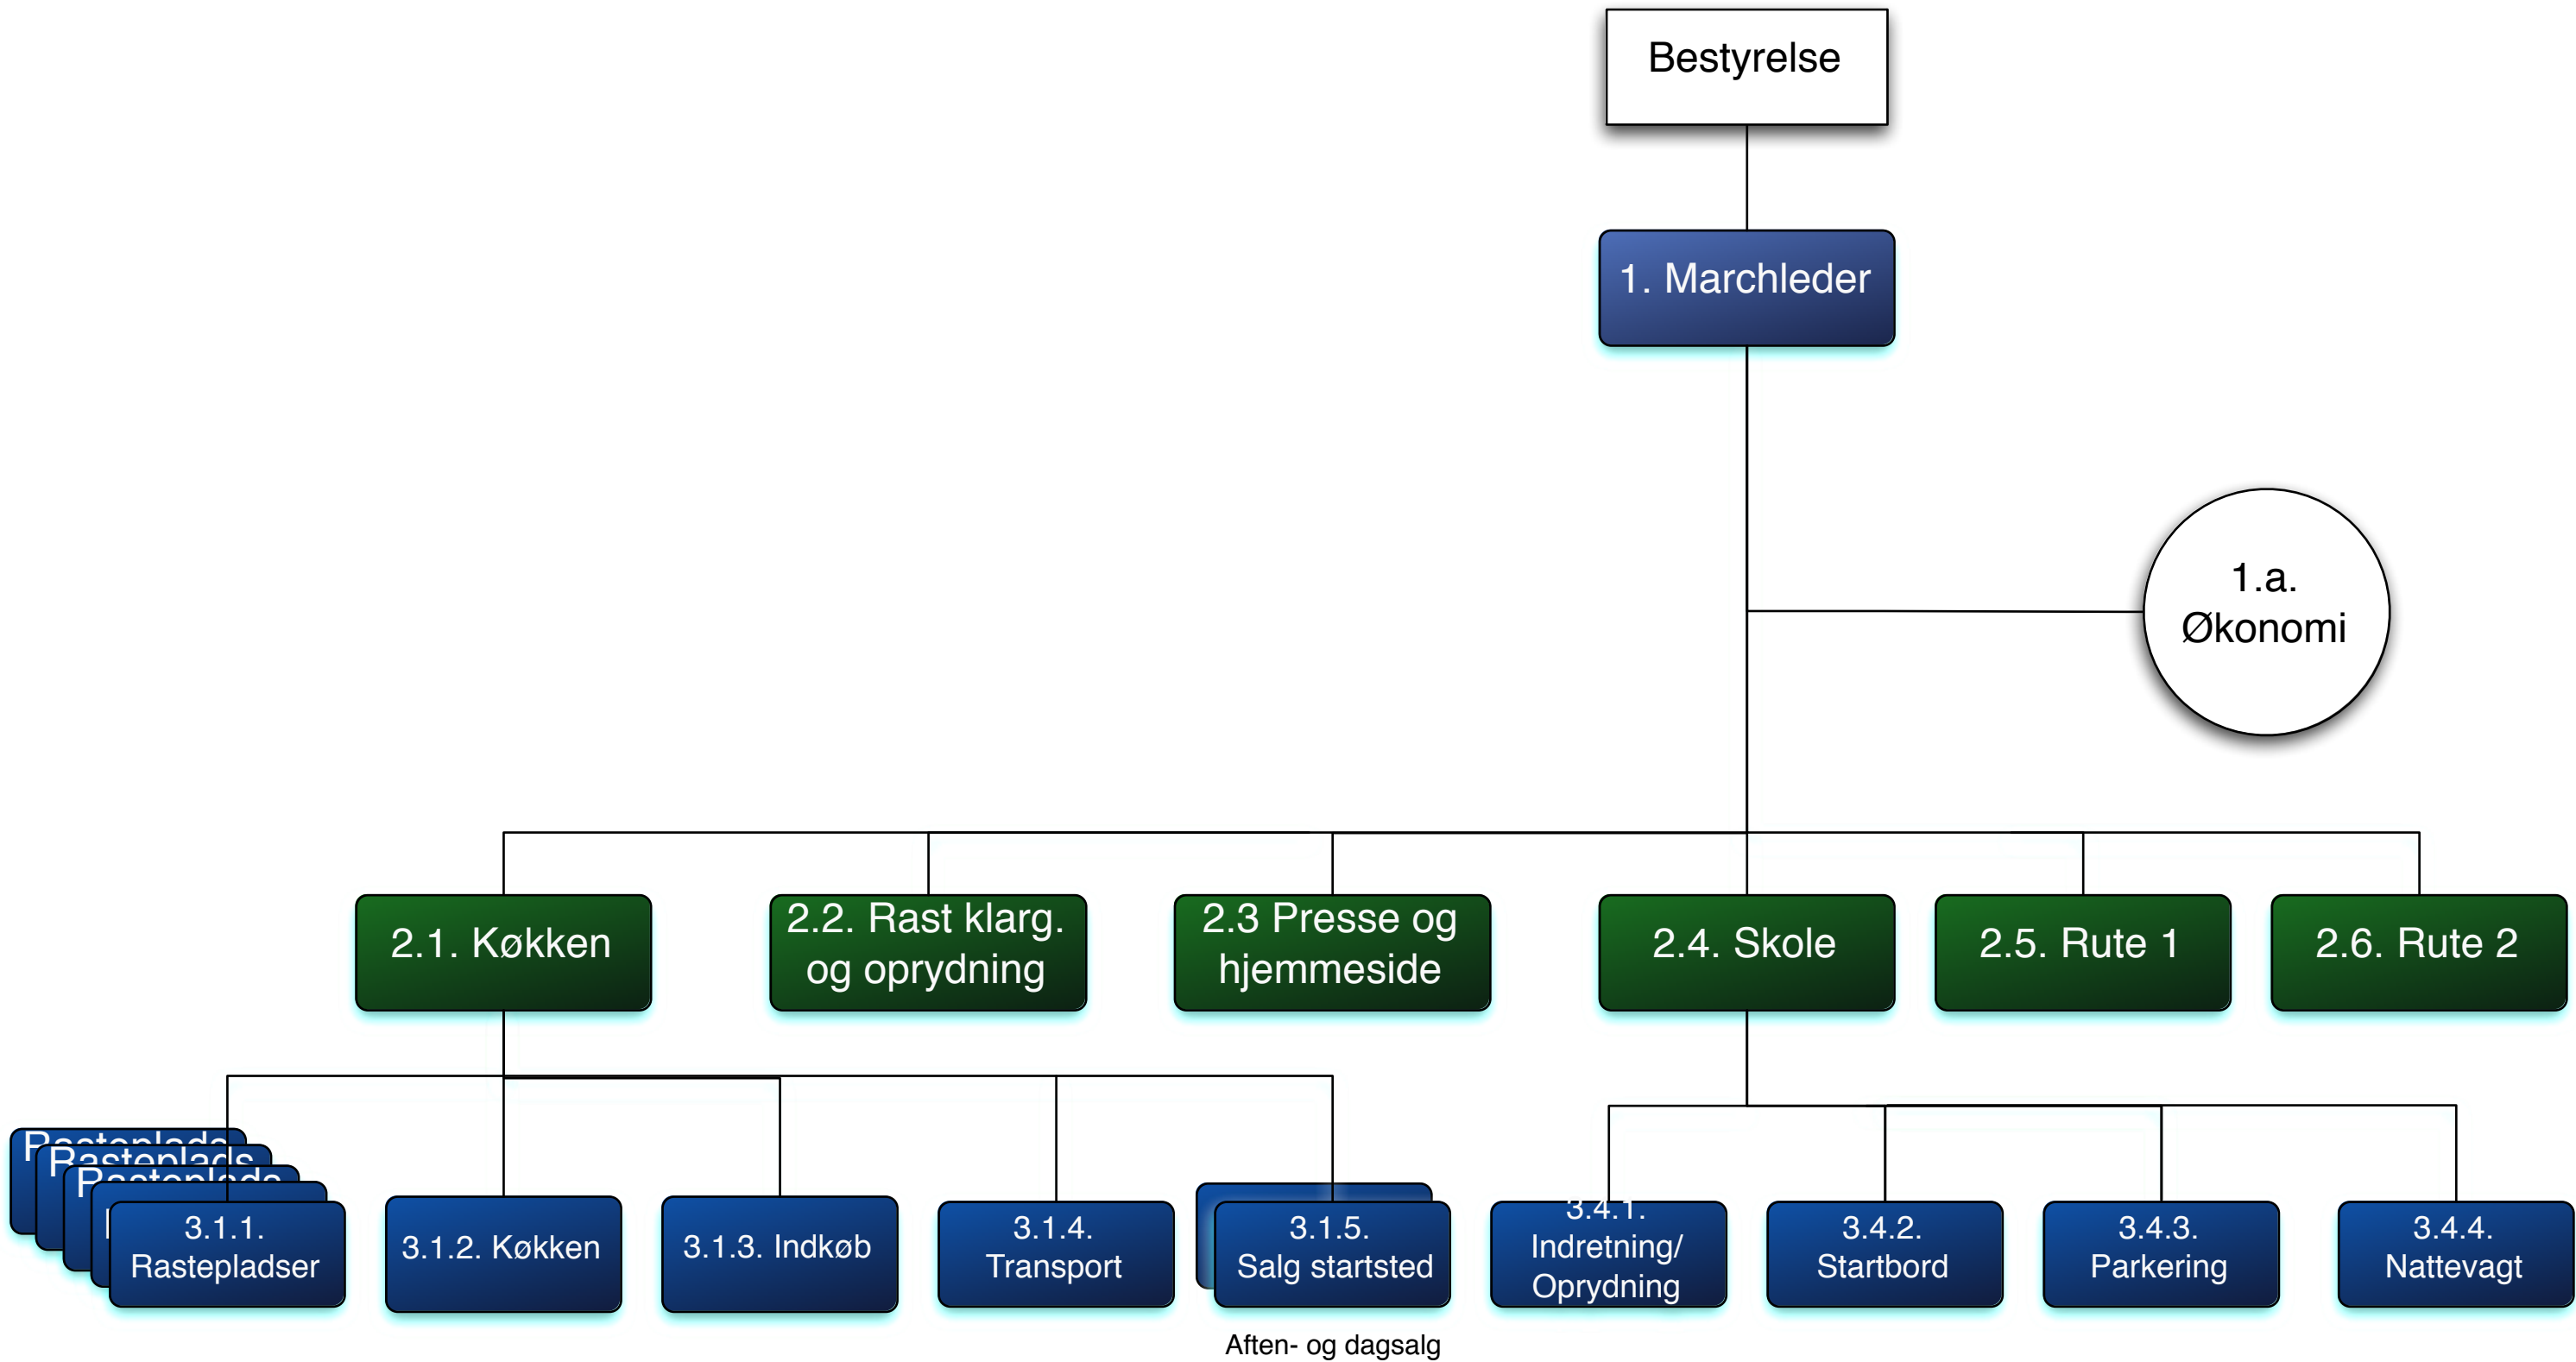 Bestyrelse
1. Marchleder
1.a.
Økonomi
2.1. Køkken
2.2. Rast klarg.
og oprydning
2.3 Presse og
hjemmeside
2.4. Skole
2.5. Rute 1
2.6. Rute 2
Rasteplads
Rasteplads
Rasteplads
3.1.1.
Rastepladser
3.1.2. Køkken
3.1.3. Indkøb
3.1.4.
Transport
3.1.5.
Salg startsted
3.4.1.
Indretning/
Oprydning
3.4.2.
Startbord
3.4.3.
Parkering
3.4.4.
Nattevagt
Aften- og dagsalg